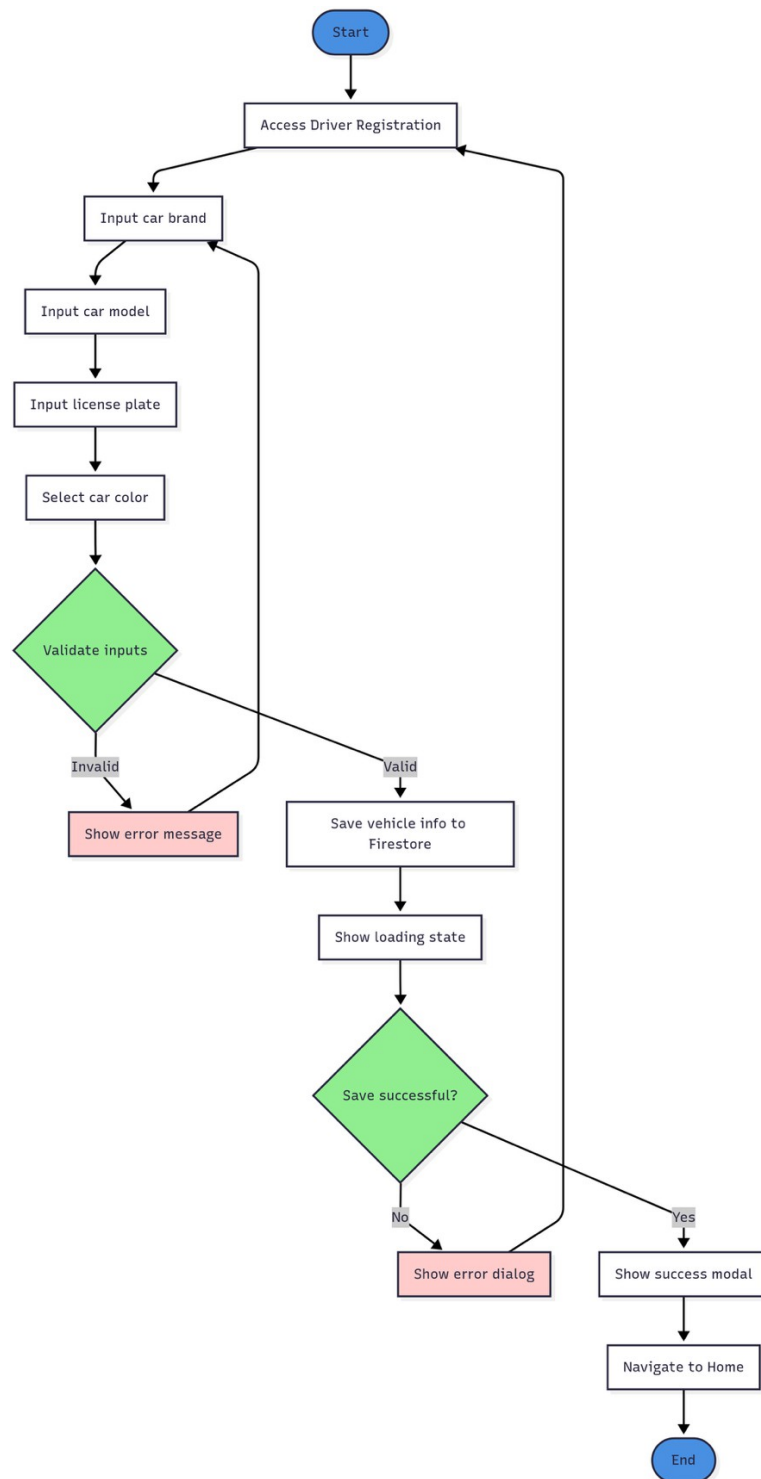 Start
Access Driver Registration
Input car brand
Input car model
Input license plate
Select car color
Validate inputs
Invalid
Valid
Show error message
Save vehicle info to
Firestore
Show loading state
Save successful?
No
Yes
Show error dialog
Show success modal
Navigate to Home
End